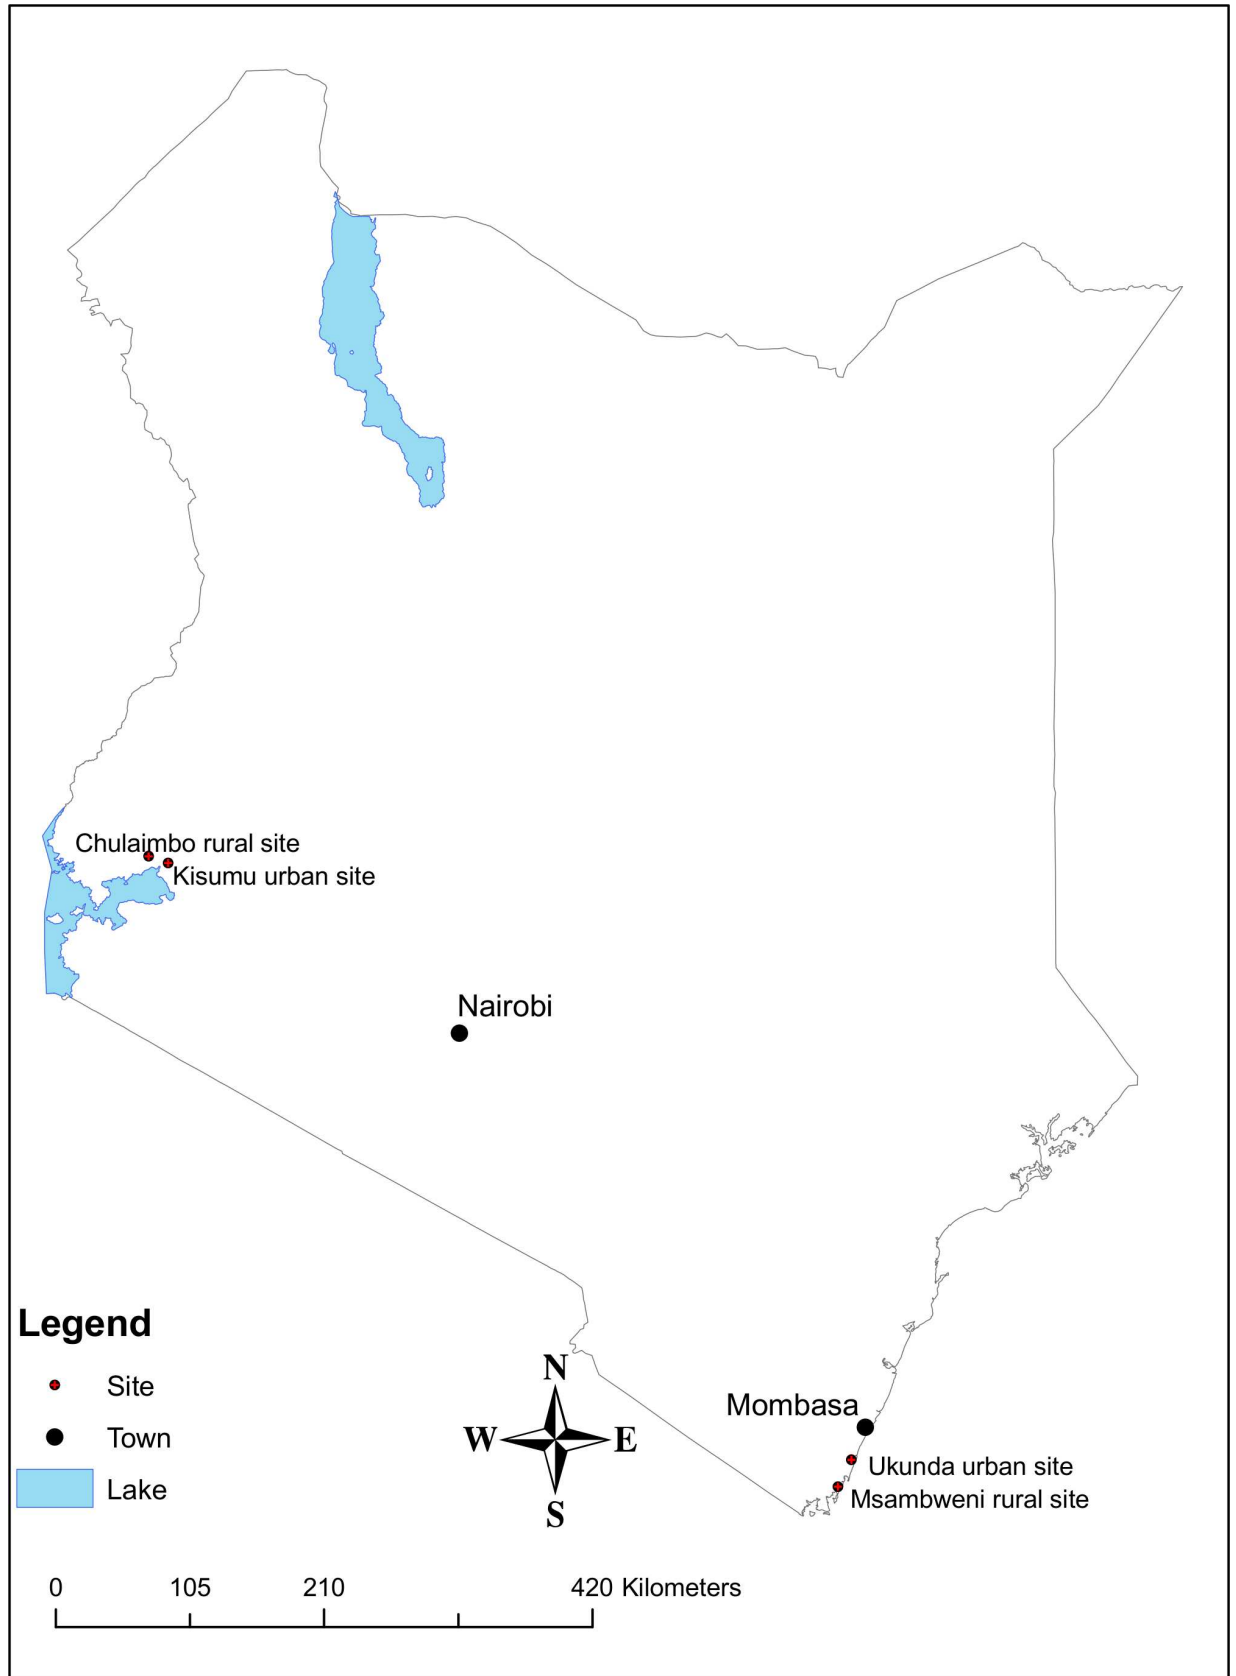 Chulaimbo rural site
Kisumu urban site
Nairobi
Legend
Site
Town
Lake
N
W E
S
Mombasa
Ukunda urban site
Msambweni rural site
0 105 210 420 Kilometers